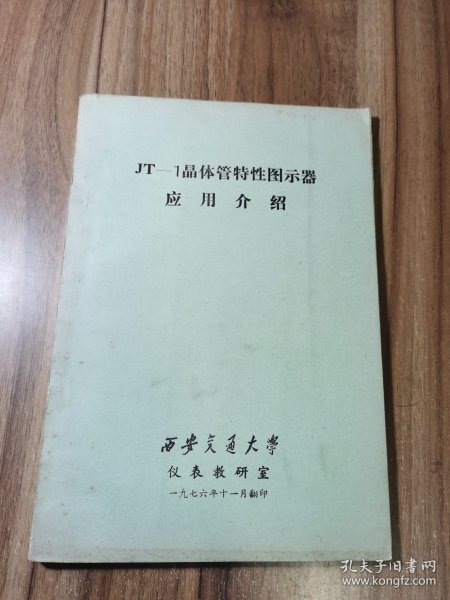 JT—1晶体管特性图示器
应用介绍
西安交通大学
仪表教研室
一九七六年十一月翻印
孔夫子旧书网
www.kongfz.com